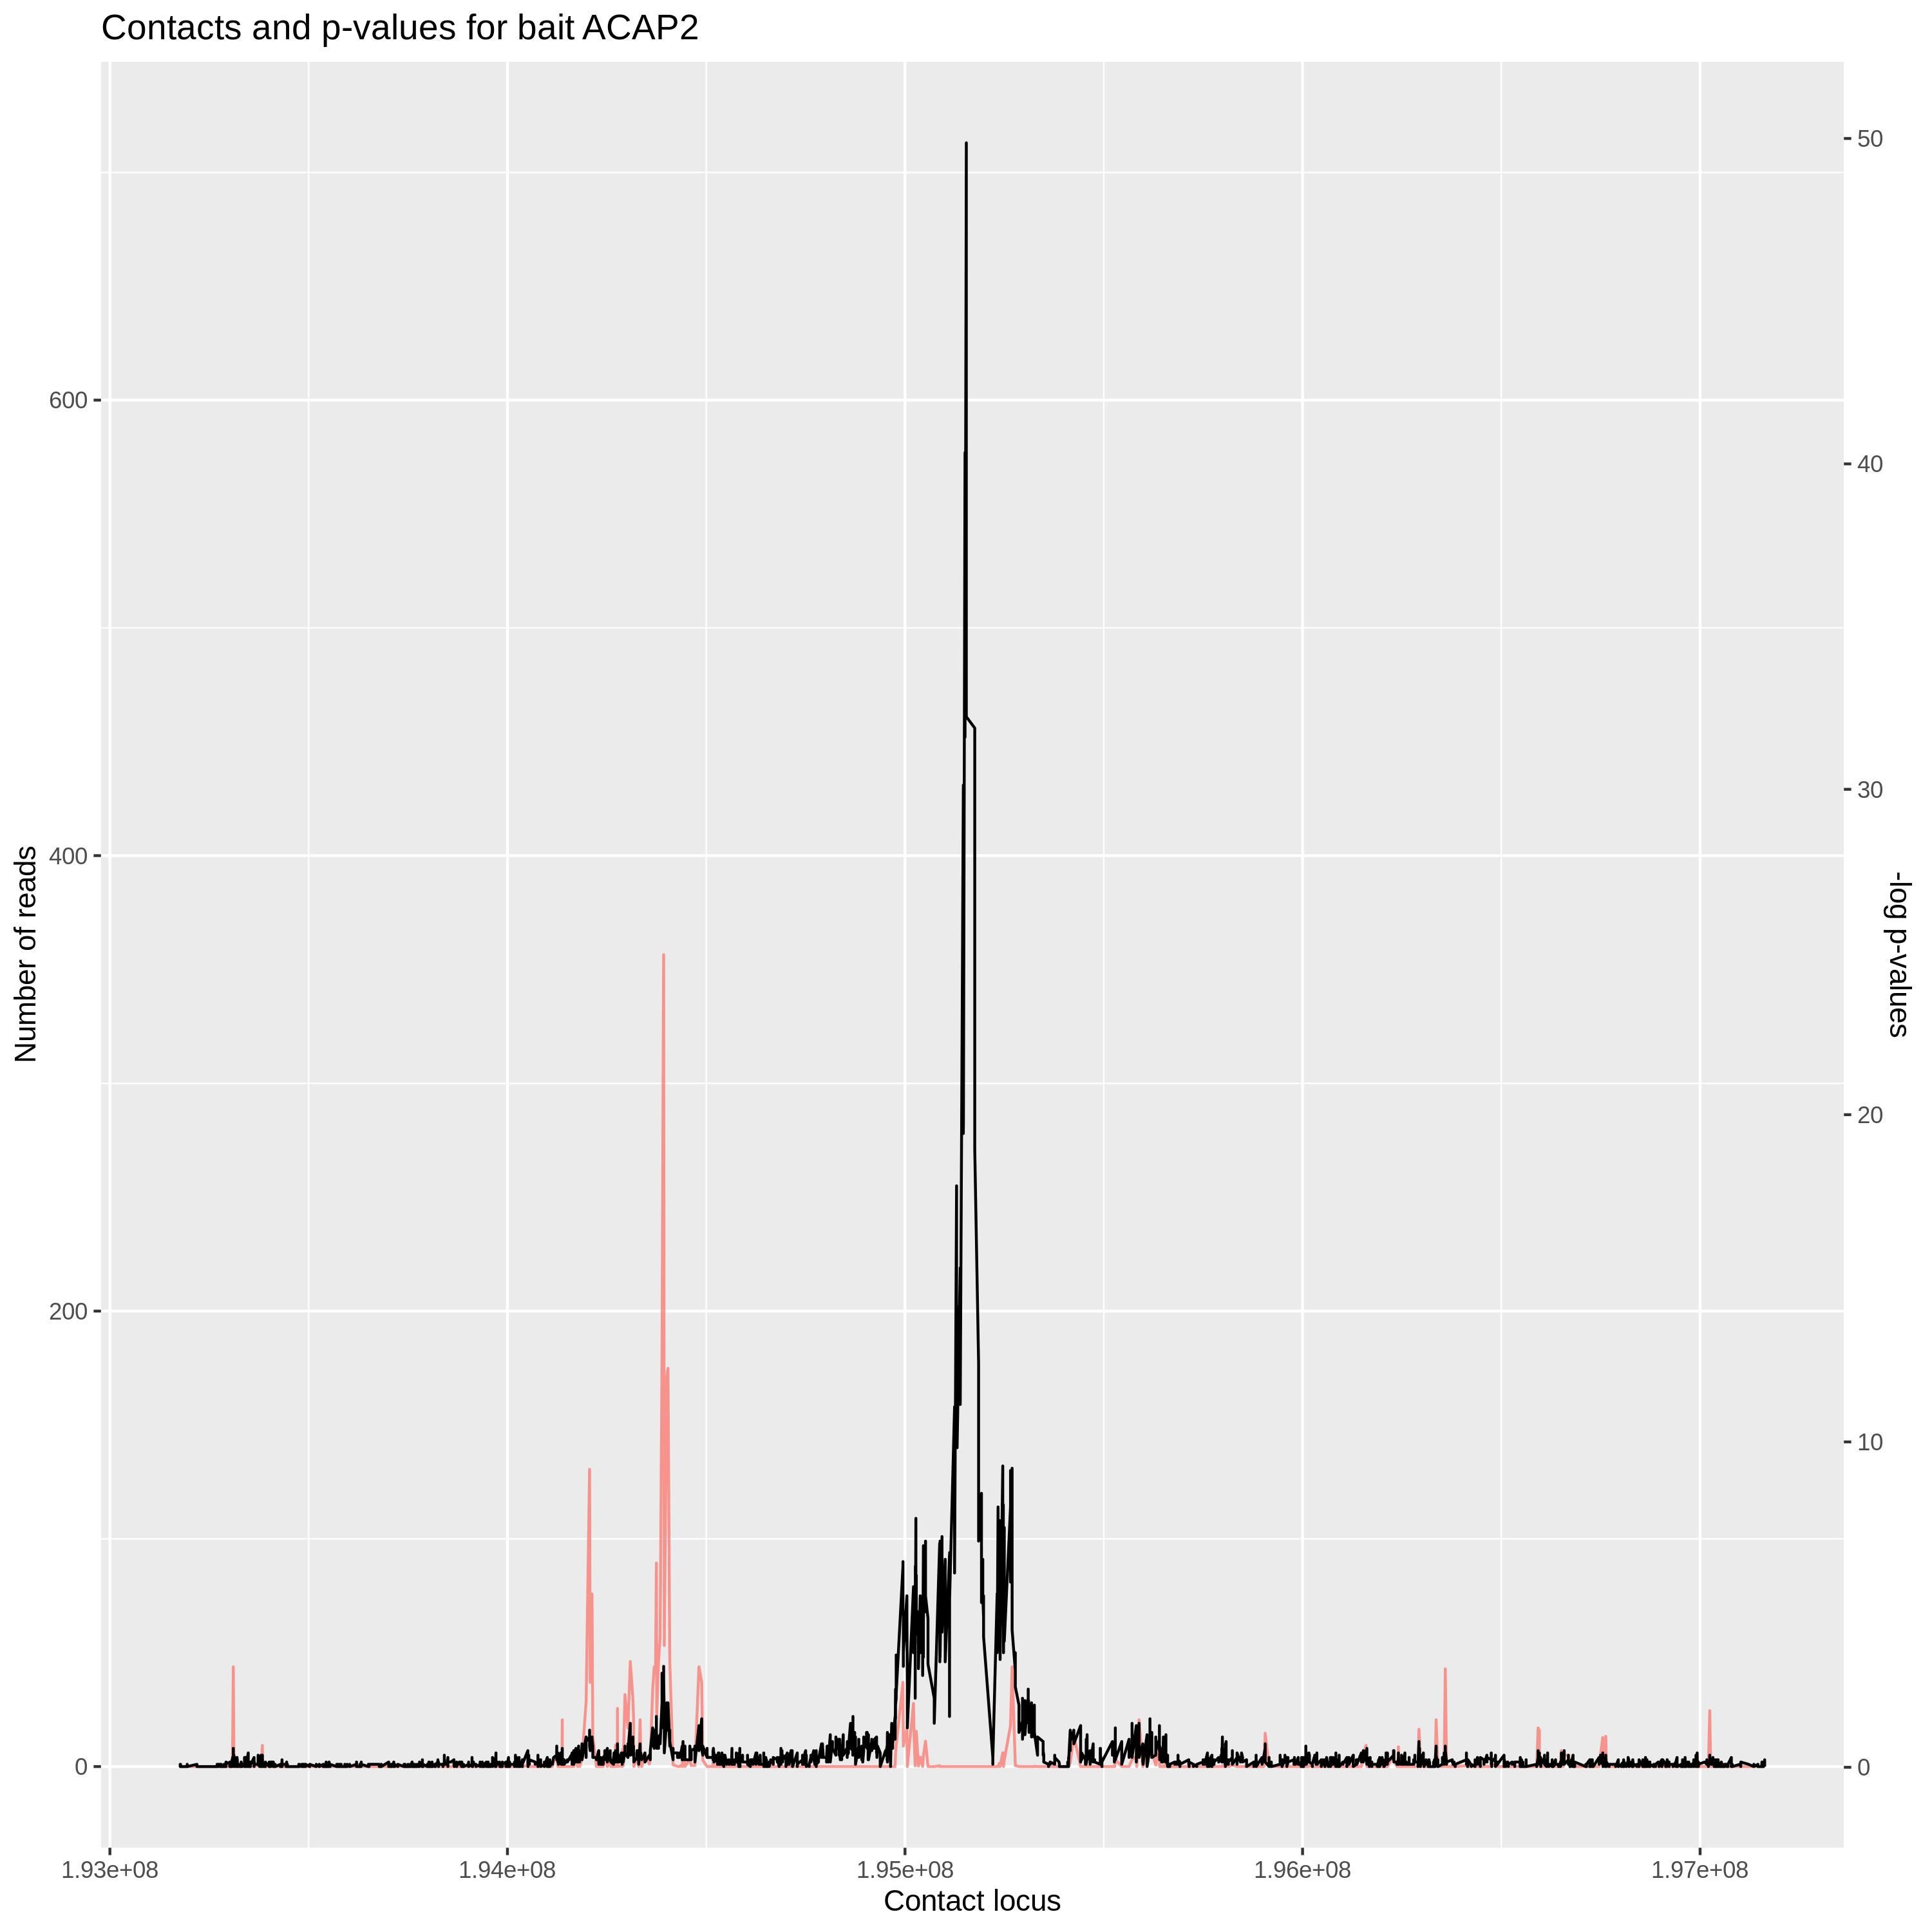 Contacts and p-values for bait ACAP2
600
400
200
0
Number of reads
50
40
30
20
10
0
-log p-values
1.93e+08 1.94e+08 1.95e+08 1.96e+08 1.97e+08
Contact locus